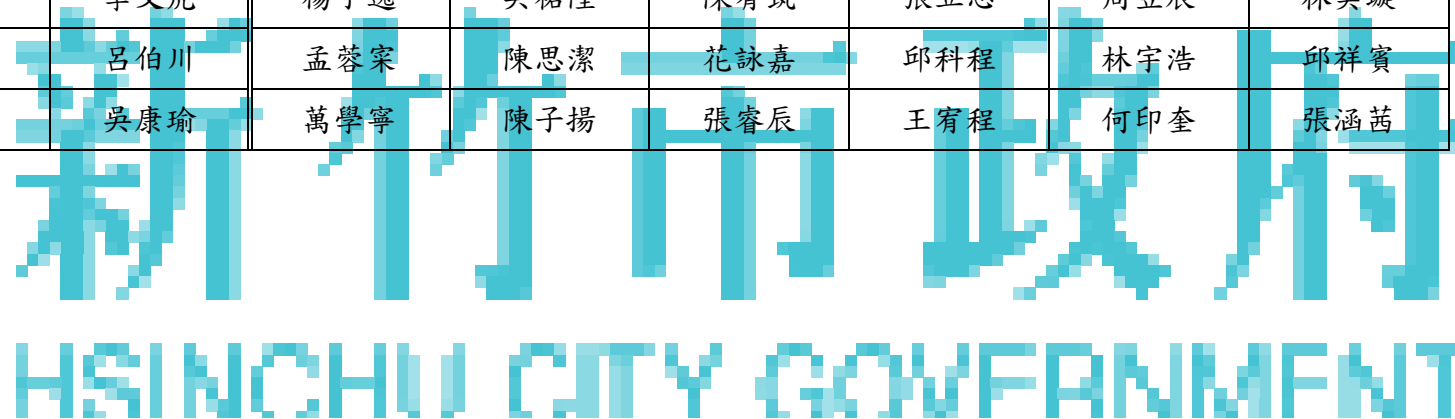 呂伯川 孟蓉寀 陳思潔 花詠嘉 邱科程 林宇浩 邱祥賓
吳康瑜 萬學寧 陳子揚 張睿辰 王宥程 何印奎 張涵茜
新竹市政府
HSINCHU CITY GOVERNMENT